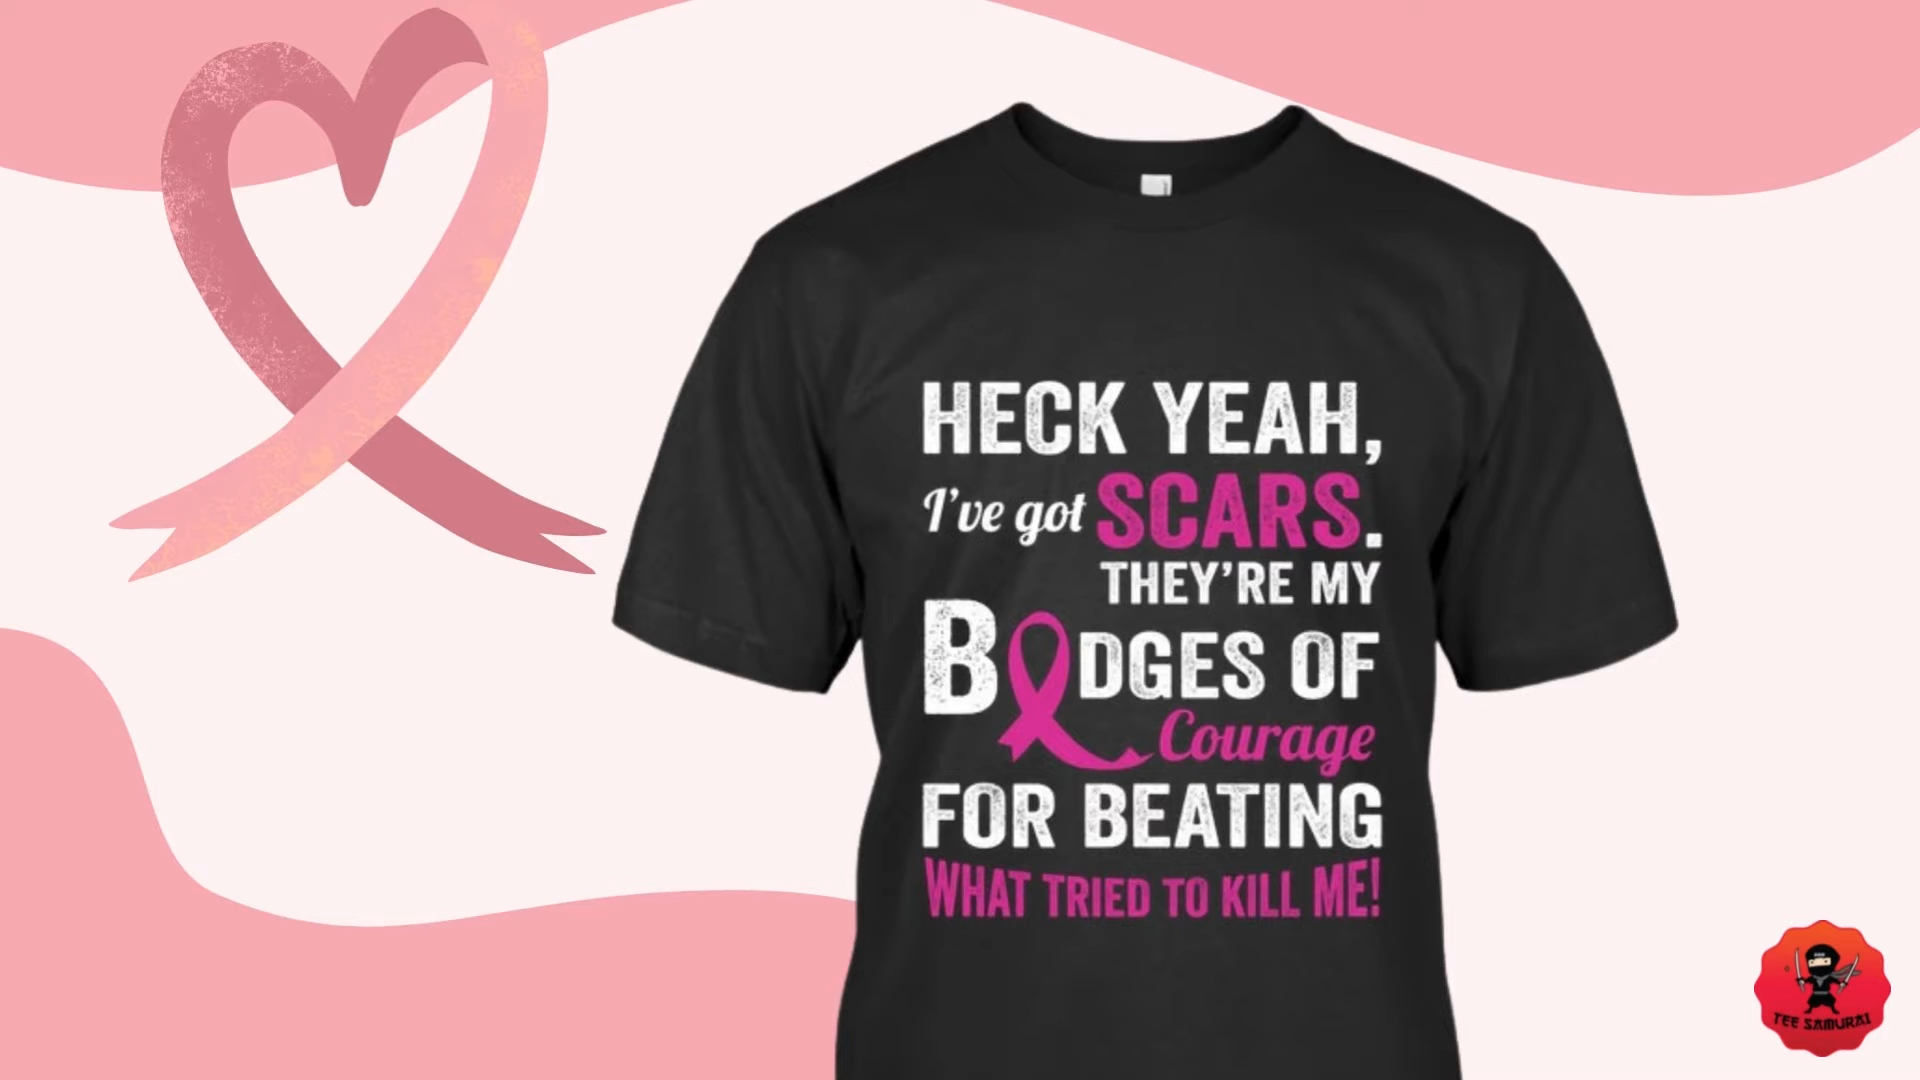 HECK YEAH,
I've got SCARS.
THEY'RE MY
BADGES OF
Courage
FOR BEATING
WHAT TRIED TO KILL ME!
TEE SAMURAI